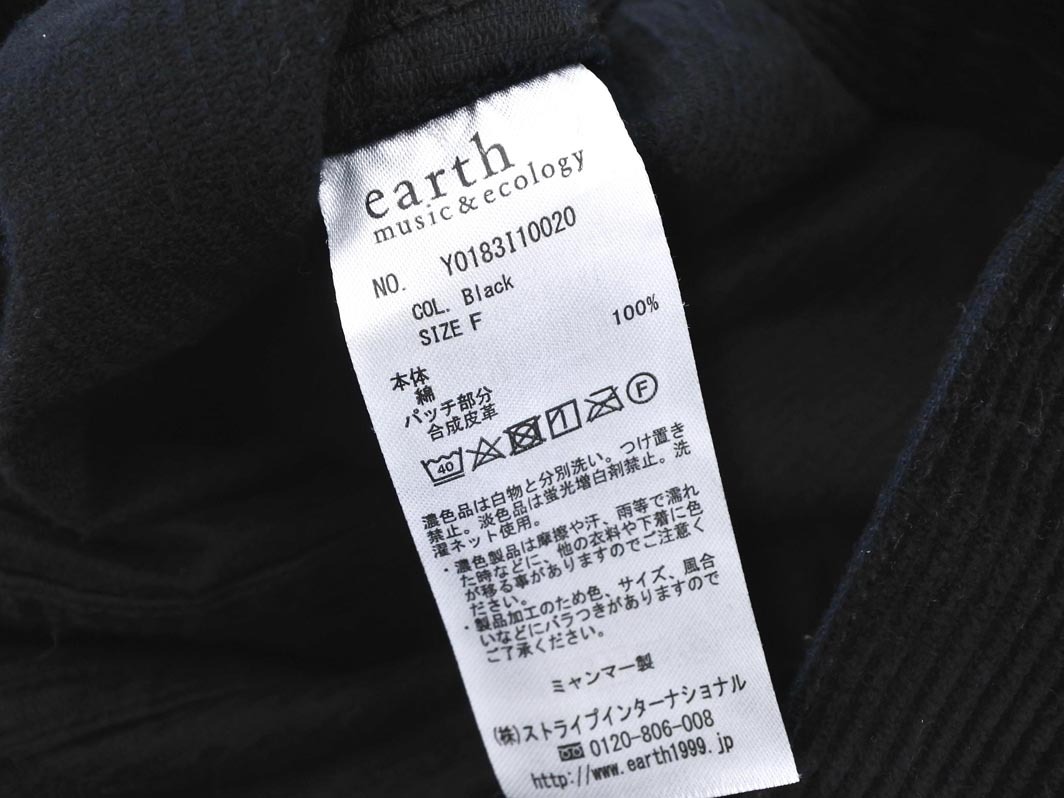 earth
music & ecology
NO. Y0183I10020
COL. Black
SIZE F
本体
綿 100%
パッチ部分
合成皮革
40 1 F
濃色品は白物と分別洗い。つけ置き
禁止。淡色品は蛍光増白剤禁止。洗
濯ネット使用。
・濃色製品は摩擦や汗、雨等で濡れ
た時などに、他の衣料や下着に色
が移る事がありますのでご注意く
ださい。
・製品加工のため色、サイズ、風合
いなどにバラつきがありますので
ご了承ください。
ミャンマー製
(株)ストライプインターナショナル
0120-806-008
http://www.earth1999.jp